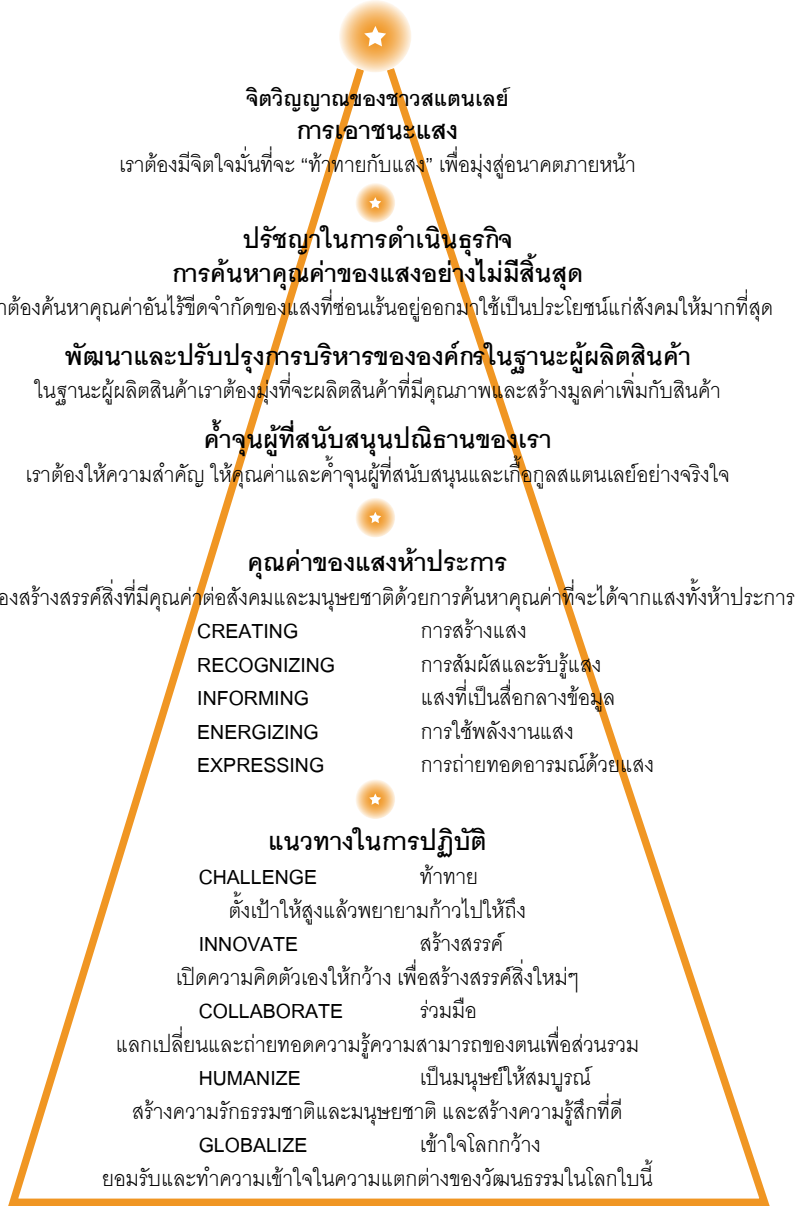 จิตวิญญาณของชาวสแตนเลย์
การเอาชนะแสง
เราต้องมีจิตใจมั่นที่จะ “ท้าทายกับแสง” เพื่อมุ่งสู่อนาคตภายหน้า
ปรัชญาในการดำเนินธุรกิจ
การค้นหาคุณค่าของแสงอย่างไม่มีสิ้นสุด
าต้องค้นหาคุณค่าอันไร้ขีดจำกัดของแสงที่ซ่อนเร้นอยู่ออกมาใช้เป็นประโยชน์แก่สังคมให้มากที่สุด
พัฒนาและปรับปรุงการบริหารขององค์กรในฐานะผู้ผลิตสินค้า
ในฐานะผู้ผลิตสินค้าเราต้องมุ่งที่จะผลิตสินค้าที่มีคุณภาพและสร้างมูลค่าเพิ่มกับสินค้า
ค้ำจุนผู้ที่สนับสนุนปณิธานของเรา
เราต้องให้ความสำคัญ ให้คุณค่าและค้ำจุนผู้ที่สนับสนุนและเกื้อกูลสแตนเลย์อย่างจริงใจ
คุณค่าของแสงห้าประการ
องสร้างสรรค์สิ่งที่มีคุณค่าต่อสังคมและมนุษยชาติด้วยการค้นหาคุณค่าที่จะได้จากแสงทั้งห้าประการ
CREATING การสร้างแสง
RECOGNIZING การสัมผัสและรับรู้แสง
INFORMING แสงที่เป็นสื่อกลางข้อมูล
ENERGIZING การใช้พลังงานแสง
EXPRESSING การถ่ายทอดอารมณ์ด้วยแสง
แนวทางในการปฏิบัติ
CHALLENGE ท้าทาย
ตั้งเป้าให้สูงแล้วพยายามก้าวไปให้ถึง
INNOVATE สร้างสรรค์
เปิดความคิดตัวเองให้กว้าง เพื่อสร้างสรรค์สิ่งใหม่ๆ
COLLABORATE ร่วมมือ
แลกเปลี่ยนและถ่ายทอดความรู้ความสามารถของตนเพื่อส่วนรวม
HUMANIZE เป็นมนุษย์ให้สมบูรณ์
สร้างความรักธรรมชาติและมนุษยชาติ และสร้างความรู้สึกที่ดี
GLOBALIZE เข้าใจโลกกว้าง
ยอมรับและทำความเข้าใจในความแตกต่างของวัฒนธรรมในโลกใบนี้